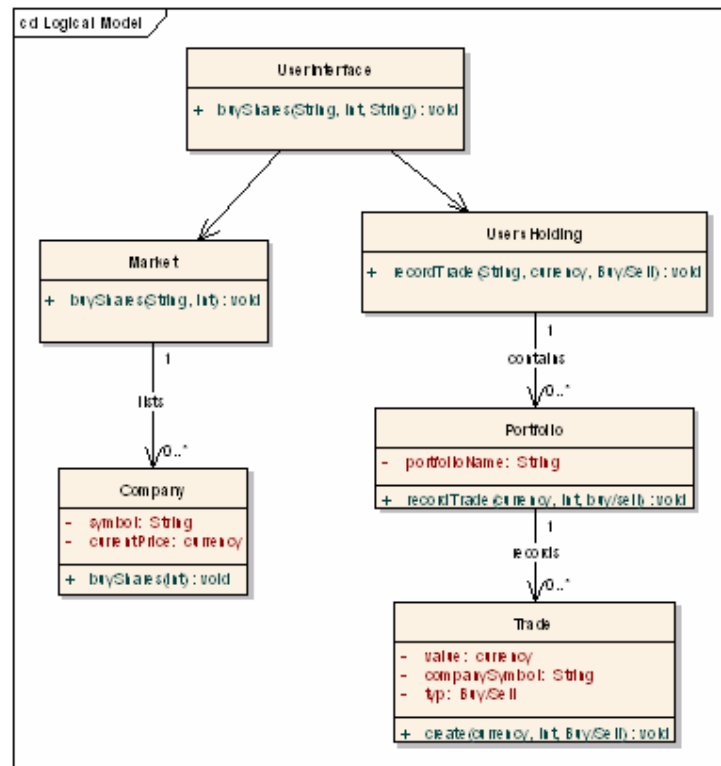 cd Logical Model
UserInterface
+ buyShares(String, Int, String) : void
Market
+ buyShares(String, Int) : void
Users Holding
+ recordTrade(String, currency, Buy/Sell) : void
1
lists
0..*
1
contains
0..*
Company
- symbol: String
- currentPrice: currency
+ buyShares(Int) : void
Portfolio
- portfolioName: String
+ recordTrade(currency, Int, buy/sell) : void
1
records
0..*
Trade
- value: currency
- companySymbol: String
- typ: Buy/Sell
+ create(currency, Int, Buy/Sell) : void